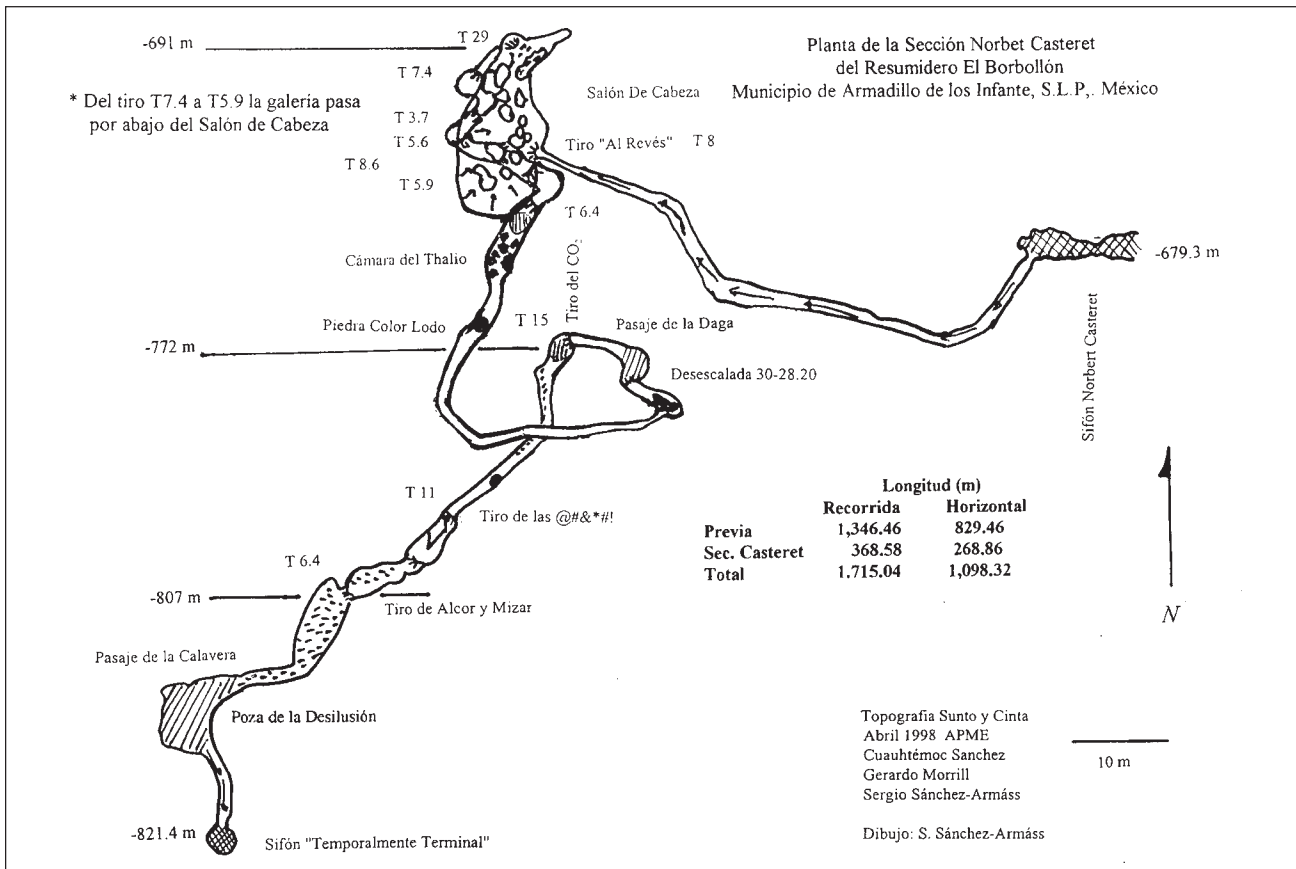 Planta de la Sección Norbet Casteret
del Resumidero El Borbollón
Municipio de Armadillo de los Infante, S.L.P,. México
-691 m
T 29
T 7.4
* Del tiro T7.4 a T5.9 la galería pasa
por abajo del Salón de Cabeza
Salón De Cabeza
T 3.7
T 5.6
Tiro "Al Revés" T 8
T 8.6
T 5.9
T 6.4
Cámara del Thalio
Tiro del CO₂
-679.3 m
Sifón Norbert Casteret
Piedra Color Lodo
T 15
Pasaje de la Daga
-772 m
Desescalada 30-28.20
T 11
Tiro de las @#&*#!
Longitud (m)
Recorrida Horizontal
Previa 1,346.46 829.46
Sec. Casteret 368.58 268.86
Total 1.715.04 1,098.32
T 6.4
-807 m
Tiro de Alcor y Mizar
N
Pasaje de la Calavera
Poza de la Desilusión
Topografía Sunto y Cinta
Abril 1998 APME
Cuauhtémoc Sanchez
Gerardo Morrill
Sergio Sánchez-Armáss
10 m
-821.4 m
Sifón "Temporalmente Terminal"
Dibujo: S. Sánchez-Armáss